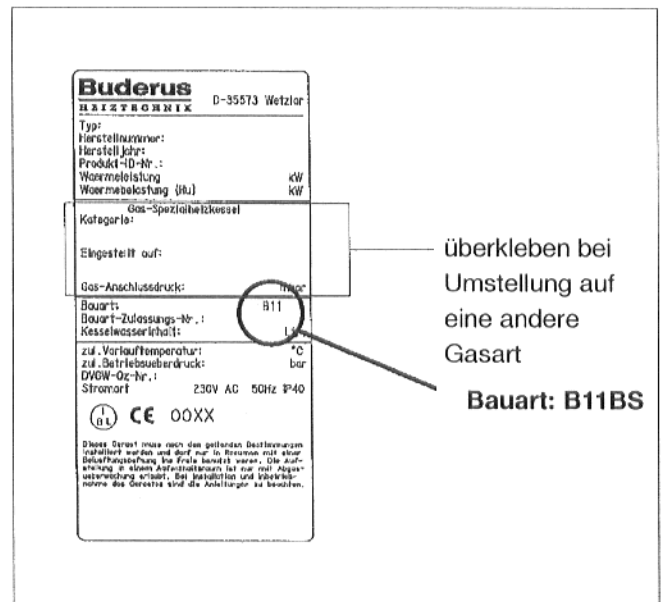 Buderus
HEIZTECHNIK
D-35573 Wetzlar
Typ:
Herstellnummer:
Herstelljahr:
Produkt-ID-Nr.:
Waermeleistung kW
Waermebelastung (Hu) kW
Gas-Spezialheizkessel
Kategorie:
Eingestellt auf:
Gas-Anschlussdruck: mbar
Bauart: B11
Bauart-Zulassungs-Nr.:
Kesselwasserinhalt:
zul.Vorlauftemperatur: °C
zul.Betriebsueberdruck: bar
DVGW-Oz-Nr.:
Stromart 230V AC 50Hz IP40
BL CE 00XX
Dieses Geraet muss nach den geltenden Bestimmungen
installiert werden und darf nur in Raeumen mit einer
Belueftungsoeffnung ins Freie benutzt werden. Die Auf-
stellung in einem Aufenthaltsraum ist nur mit Abgas-
ueberwachung erlaubt. Bei Installation und Inbetrieb-
nahme des Geraetes sind die Anleitungen zu beachten.
überkleben bei
Umstellung auf
eine andere
Gasart
Bauart: B11BS